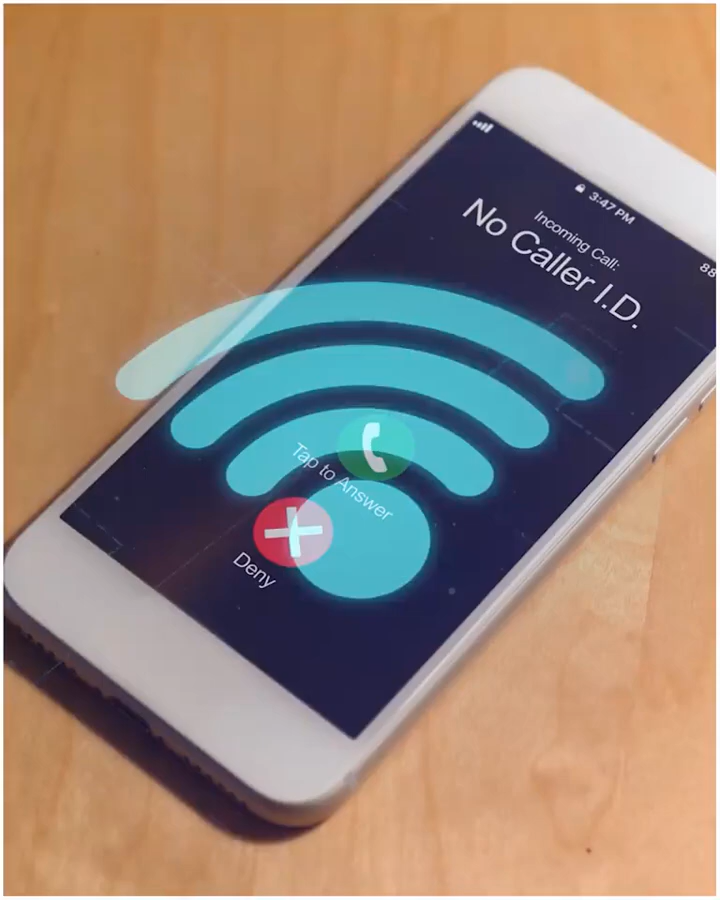 3:47 PM
88
Incoming Call:
No Caller I.D.
Tap to Answer
Deny